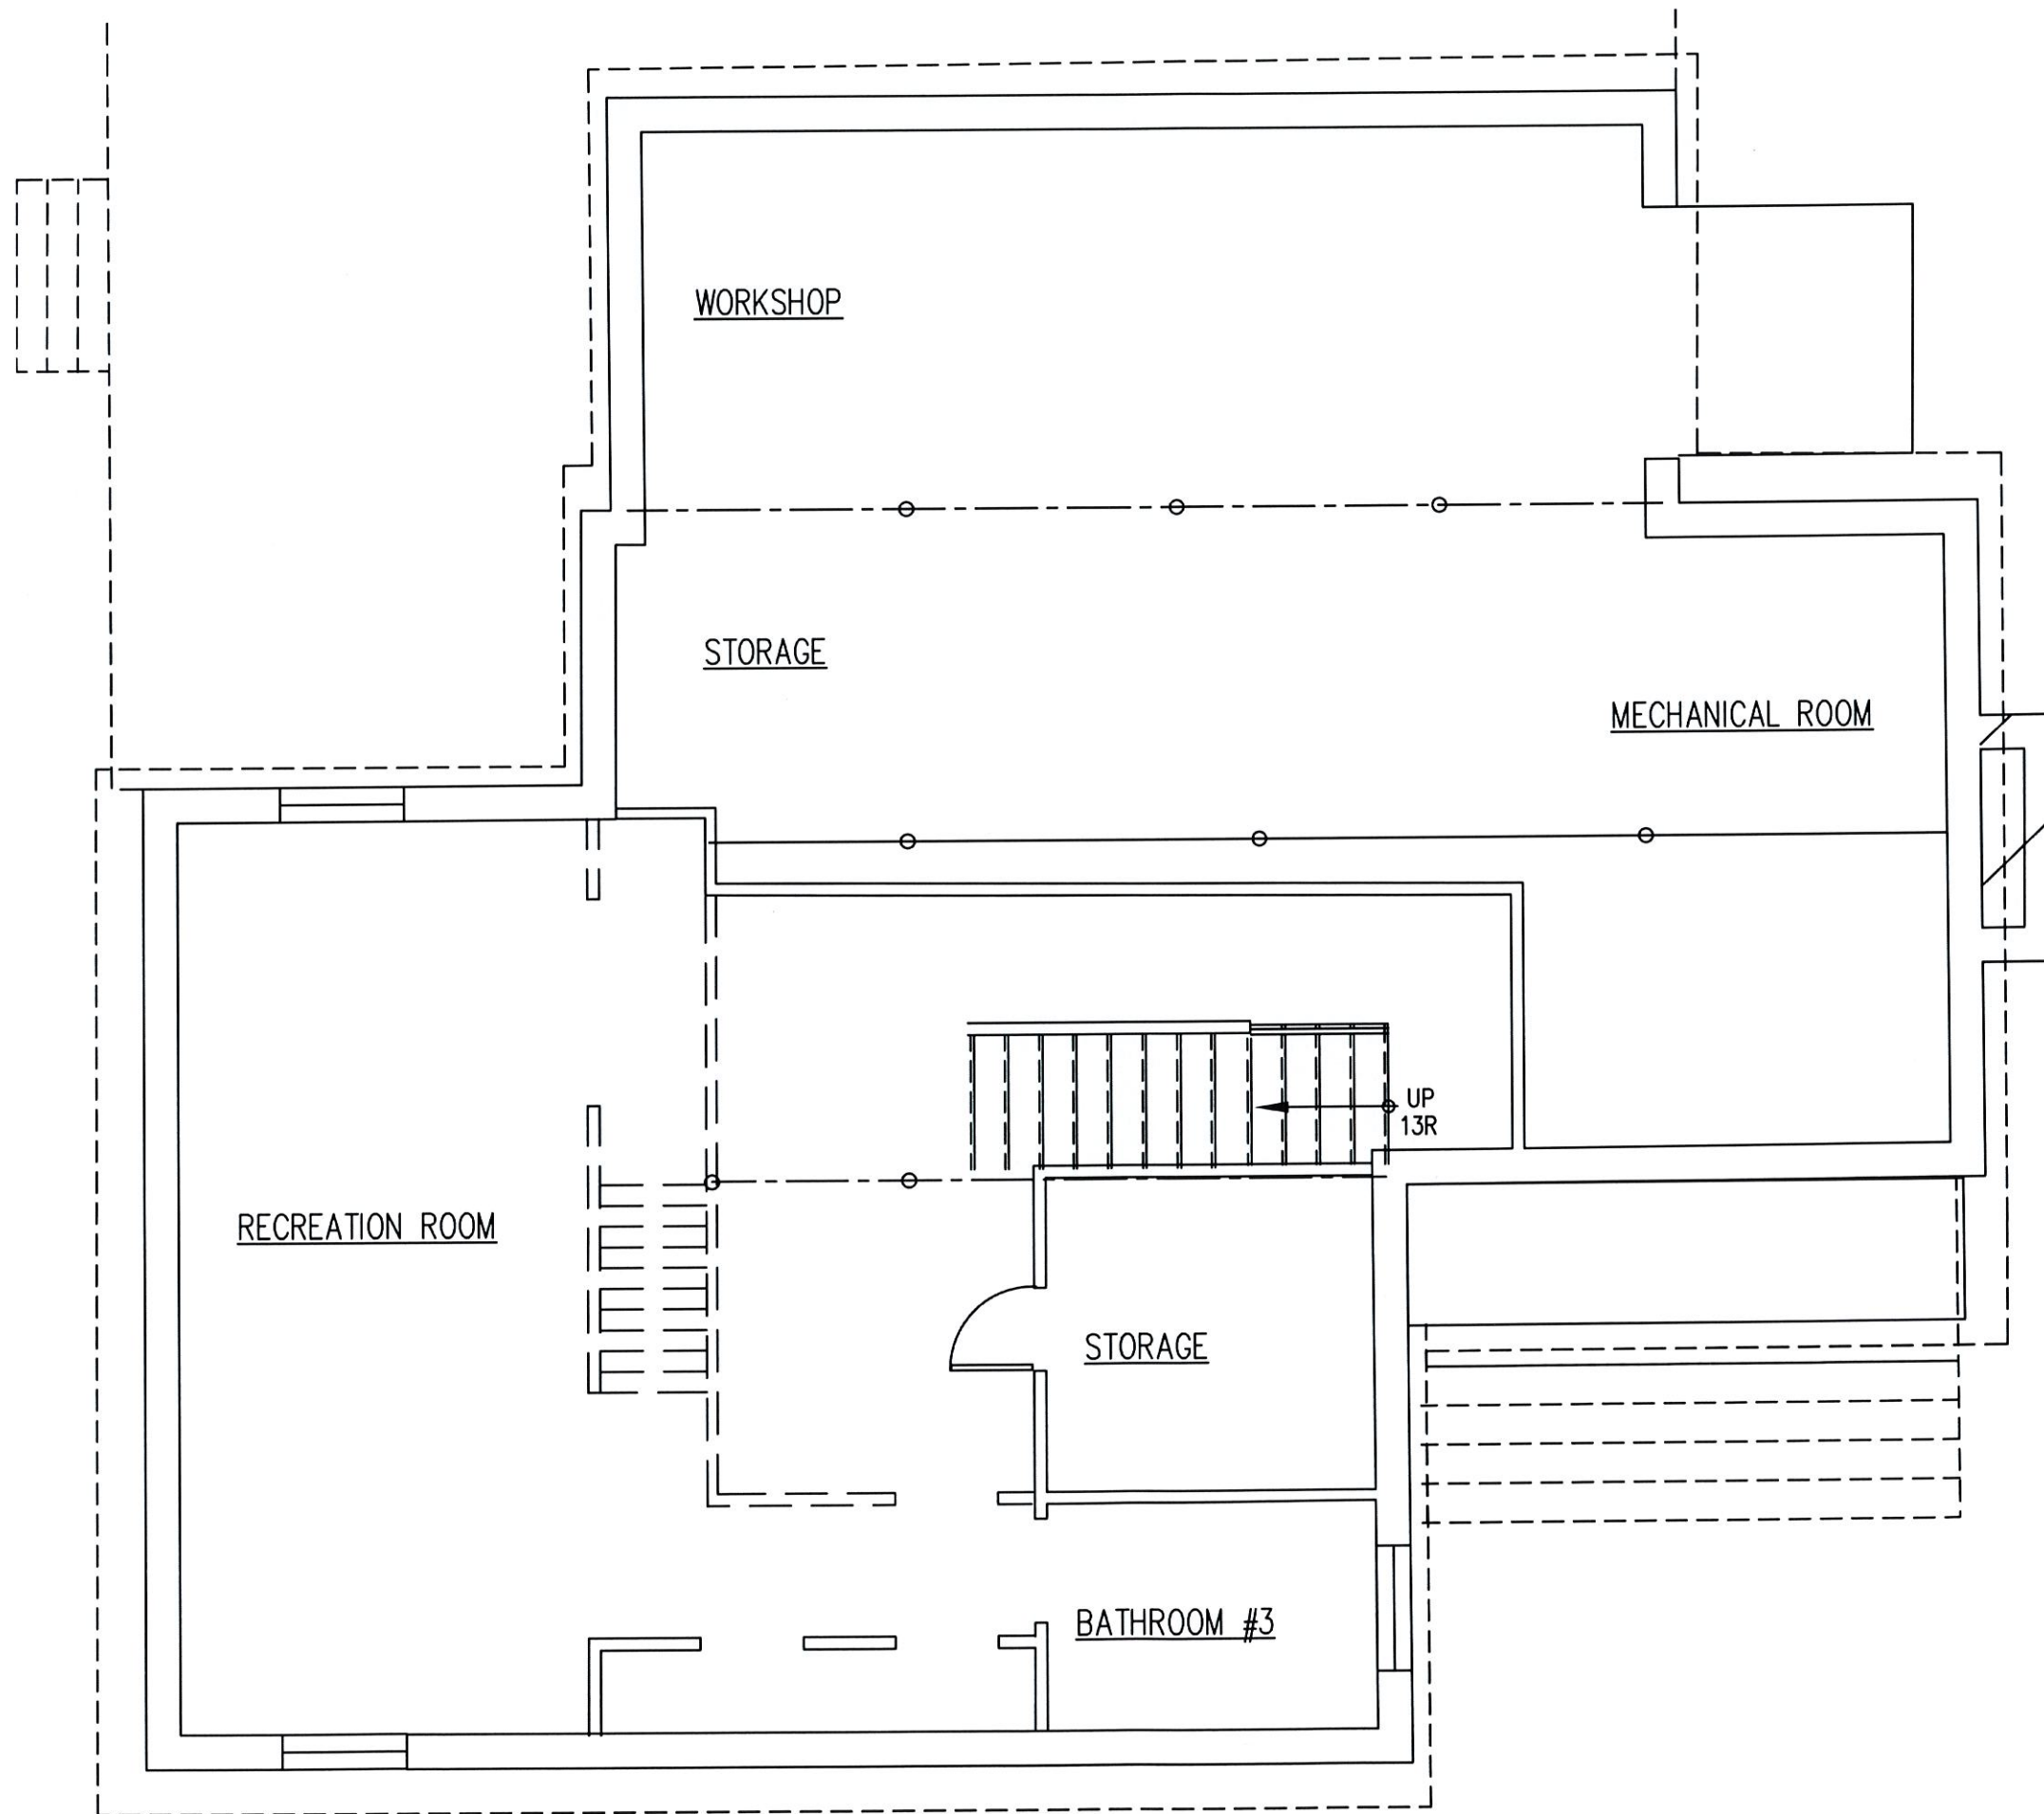 WORKSHOP
STORAGE
MECHANICAL ROOM
UP
13R
RECREATION ROOM
STORAGE
BATHROOM #3